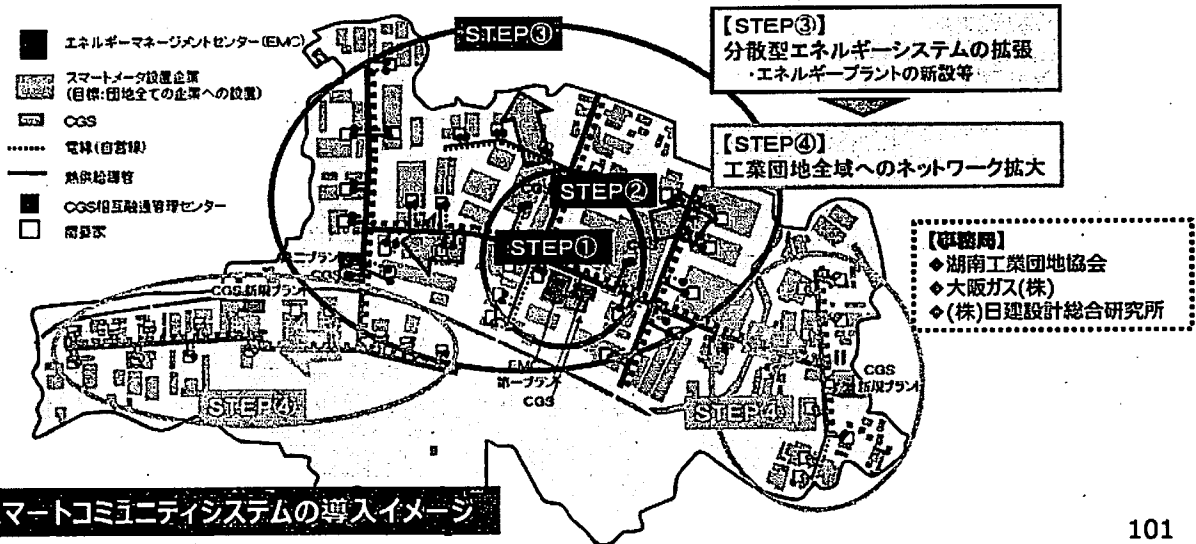 エネルギーマネージメントセンター(EMC)
スマートメータ設置企業
(目標:団地全ての企業への設置)
CGS
電線(自営線)
熱供給導管
CGS相互融通管理センター
需要家
STEP③
STEP②
STEP①
CGS
CGS 新規プラント
EMC
第一プラント
CGS
STEP④
STEP④
CGS
新規プラント
【STEP③】
分散型エネルギーシステムの拡張
・エネルギープラントの新設等
【STEP④】
工業団地全域へのネットワーク拡大
【事務局】
◆湖南工業団地協会
◆大阪ガス(株)
◆(株)日建設計総合研究所
マートコミュニティシステムの導入イメージ
101